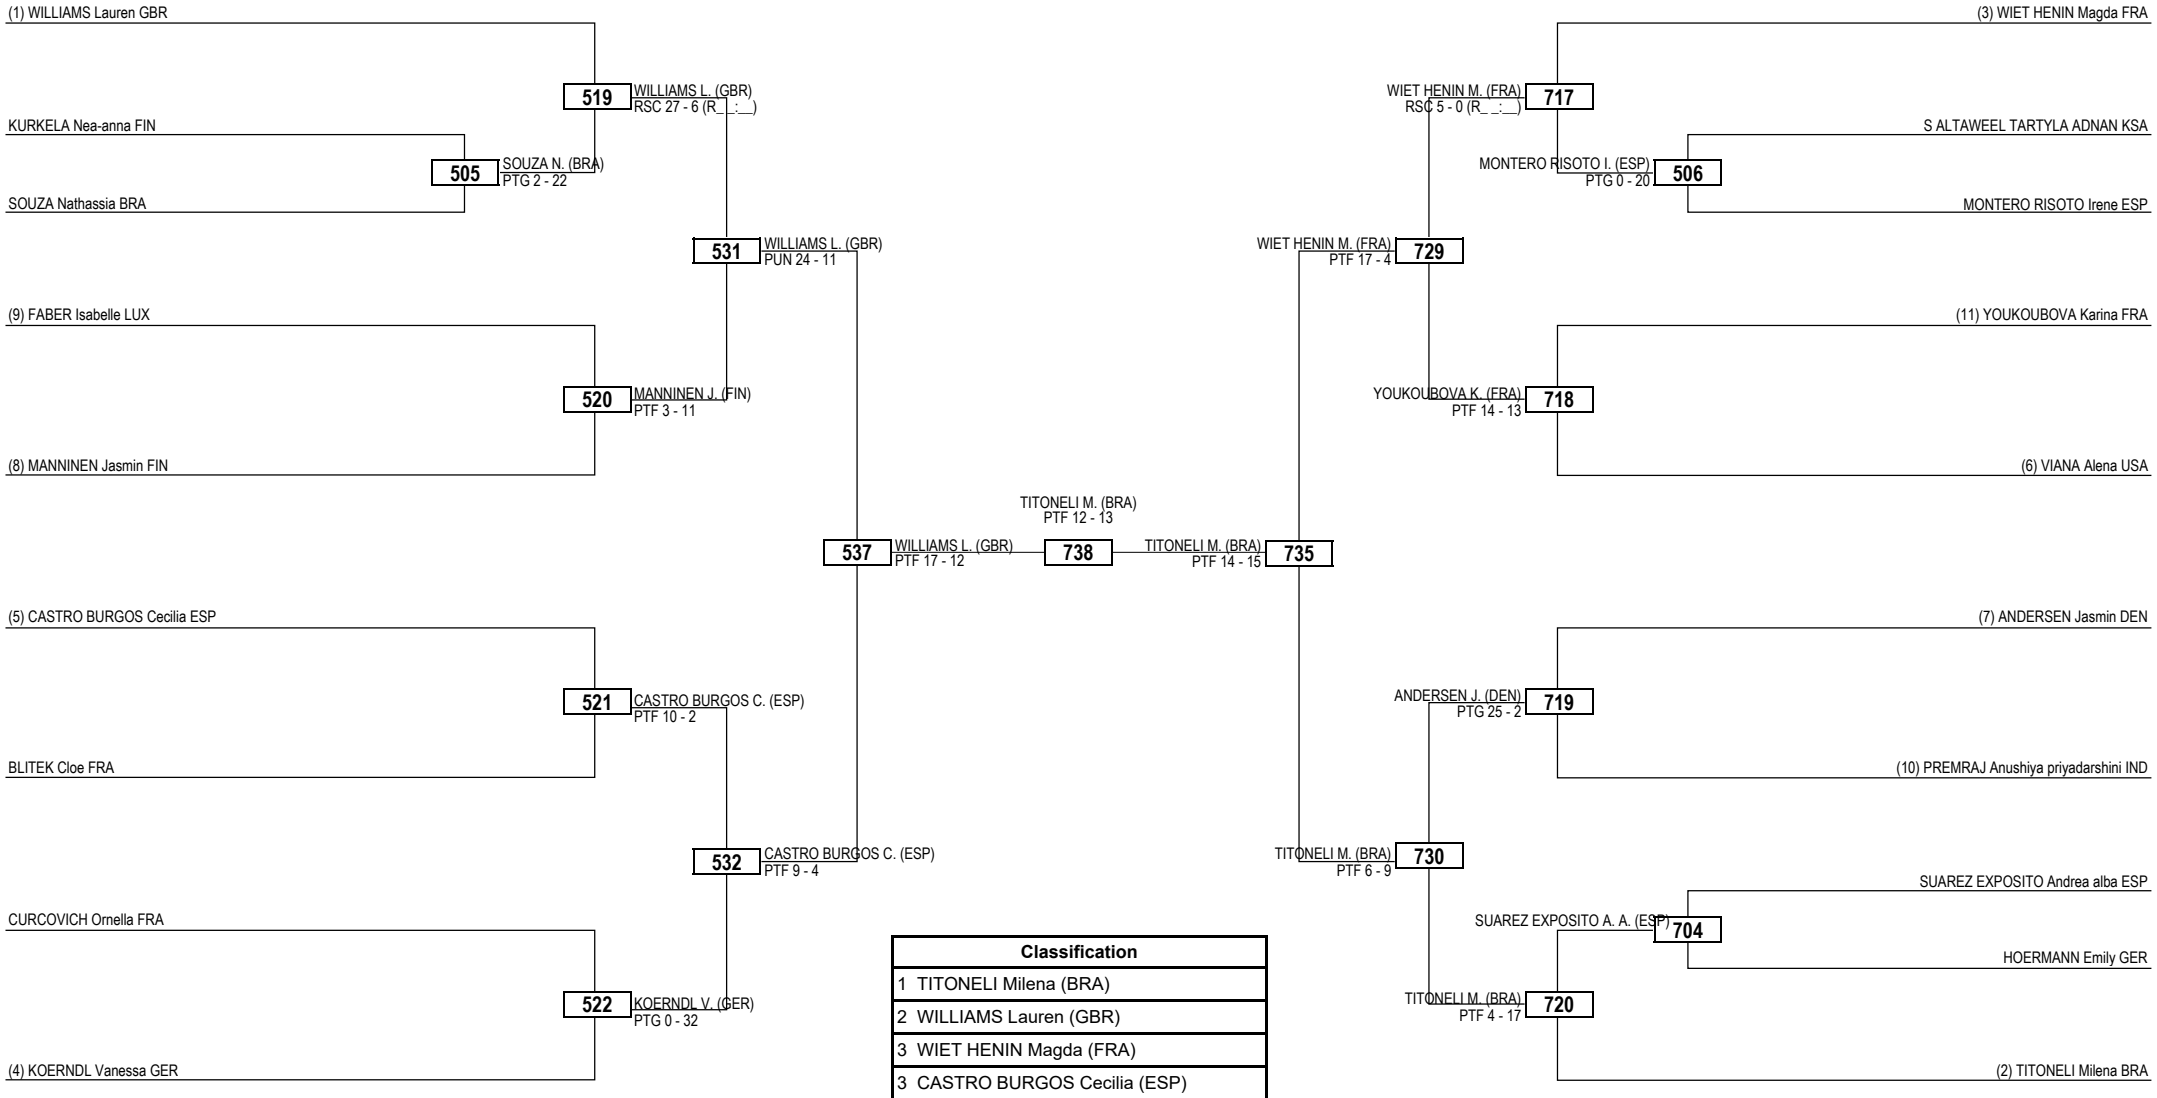 (1) WILLIAMS Lauren GBR
(3) WIET HENIN Magda FRA
519
WILLIAMS L. (GBR)
RSC 27 - 6 (R_ _:__)
WIET HENIN M. (FRA)
RSC 5 - 0 (R_ _:__)
717
KURKELA Nea-anna FIN
S ALTAWEEL TARTYLA ADNAN KSA
505
SOUZA N. (BRA)
PTG 2 - 22
MONTERO RISOTO I. (ESP)
PTG 0 - 20
506
SOUZA Nathassia BRA
MONTERO RISOTO Irene ESP
531
WILLIAMS L. (GBR)
PUN 24 - 11
WIET HENIN M. (FRA)
PTF 17 - 4
729
(9) FABER Isabelle LUX
(11) YOUKOUBOVA Karina FRA
520
MANNINEN J. (FIN)
PTF 3 - 11
YOUKOUBOVA K. (FRA)
PTF 14 - 13
718
(8) MANNINEN Jasmin FIN
(6) VIANA Alena USA
TITONELI M. (BRA)
PTF 12 - 13
537
WILLIAMS L. (GBR)
PTF 17 - 12
738
TITONELI M. (BRA)
PTF 14 - 15
735
(5) CASTRO BURGOS Cecilia ESP
(7) ANDERSEN Jasmin DEN
521
CASTRO BURGOS C. (ESP)
PTF 10 - 2
ANDERSEN J. (DEN)
PTG 25 - 2
719
BLITEK Cloe FRA
(10) PREMRAJ Anushiya priyadarshini IND
532
CASTRO BURGOS C. (ESP)
PTF 9 - 4
TITONELI M. (BRA)
PTF 6 - 9
730
SUAREZ EXPOSITO Andrea alba ESP
CURCOVICH Ornella FRA
SUAREZ EXPOSITO A. A. (ESP)
704
HOERMANN Emily GER
522
KOERNDL V. (GER)
PTG 0 - 32
TITONELI M. (BRA)
PTF 4 - 17
720
(4) KOERNDL Vanessa GER
(2) TITONELI Milena BRA
Classification
1 TITONELI Milena (BRA)
2 WILLIAMS Lauren (GBR)
3 WIET HENIN Magda (FRA)
3 CASTRO BURGOS Cecilia (ESP)